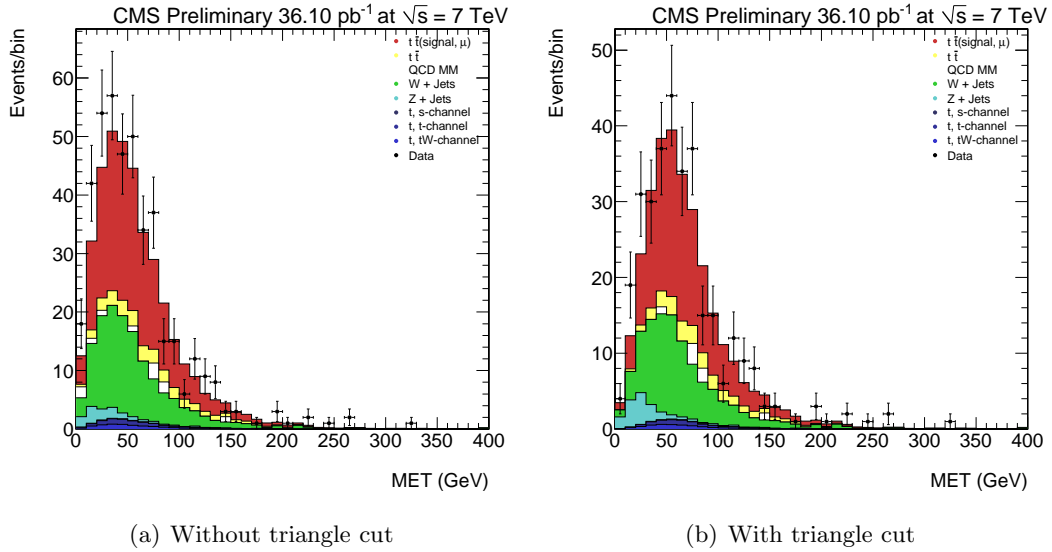 CMS Preliminary 36.10 pb⁻¹ at √s = 7 TeV
Events/bin
60
50
40
30
20
10
0
0 50 100 150 200 250 300 350 400
MET (GeV)
t t̄(signal, μ)
t t̄
QCD MM
W + Jets
Z + Jets
t, s-channel
t, t-channel
t, tW-channel
Data
(a) Without triangle cut
CMS Preliminary 36.10 pb⁻¹ at √s = 7 TeV
Events/bin
50
40
30
20
10
0
0 50 100 150 200 250 300 350 400
MET (GeV)
t t̄(signal, μ)
t t̄
QCD MM
W + Jets
Z + Jets
t, s-channel
t, t-channel
t, tW-channel
Data
(b) With triangle cut